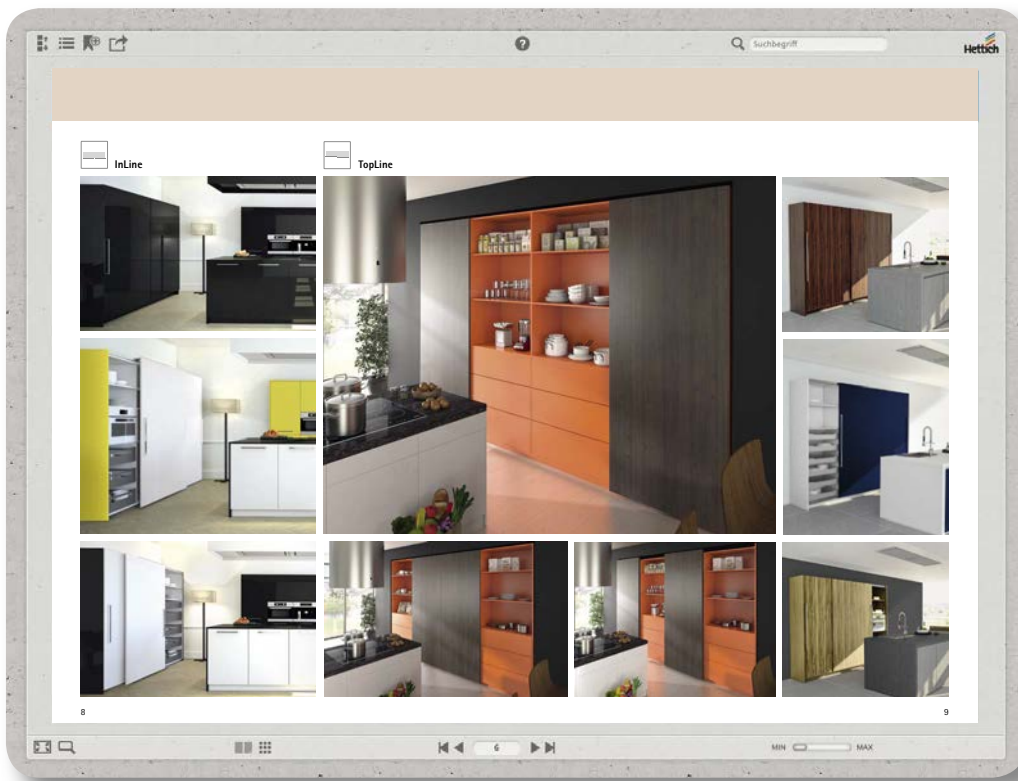 ?
Suchbegriff
Hettich
InLine
TopLine
8
9
6
MIN
MAX